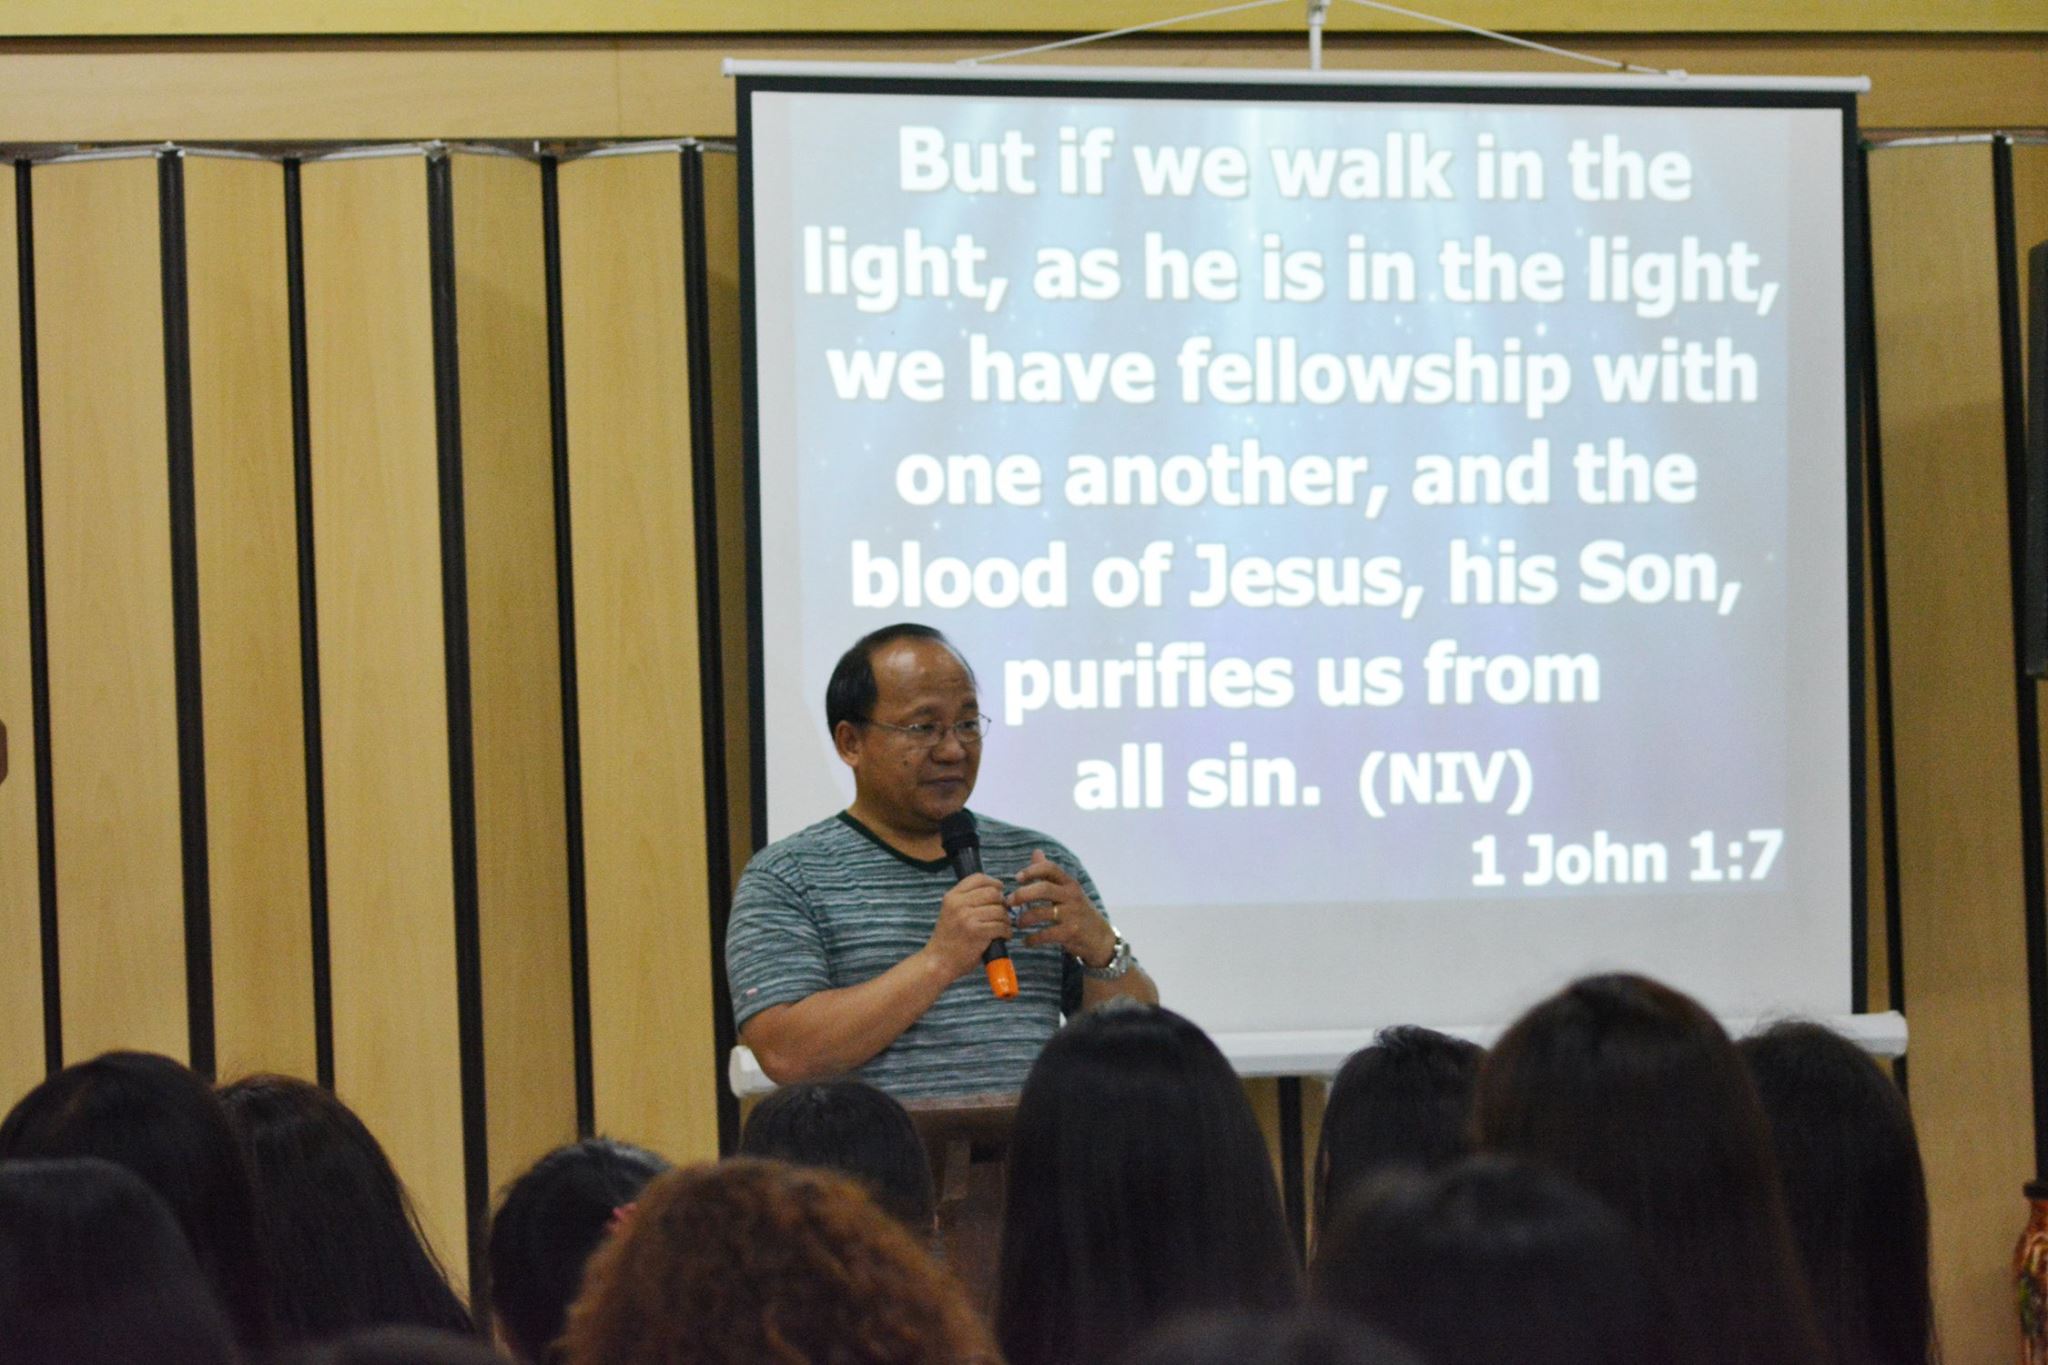 But if we walk in the
light, as he is in the light,
we have fellowship with
one another, and the
blood of Jesus, his Son,
purifies us from
all sin. (NIV)
1 John 1:7